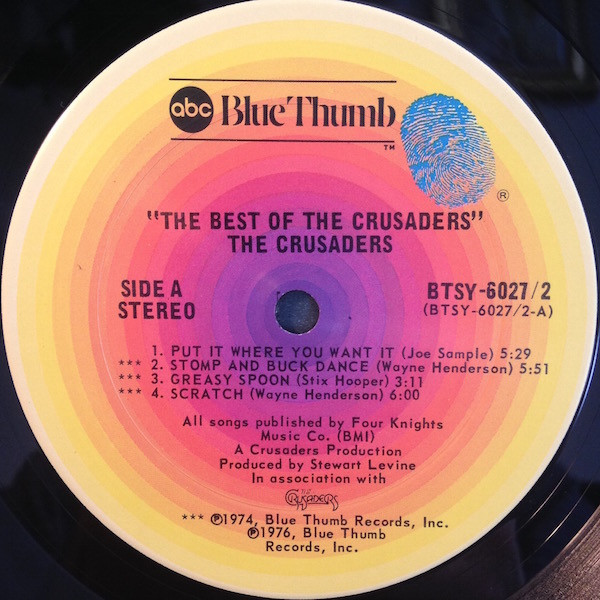 abc Blue Thumb
TM
®
"THE BEST OF THE CRUSADERS"
THE CRUSADERS
SIDE A
STEREO
BTSY-6027/2
(BTSY-6027/2-A)
1. PUT IT WHERE YOU WANT IT (Joe Sample) 5:29
*** 2. STOMP AND BUCK DANCE (Wayne Henderson) 5:51
*** 3. GREASY SPOON (Stix Hooper) 3:11
*** 4. SCRATCH (Wayne Henderson) 6:00
All songs published by Four Knights
Music Co. (BMI)
A Crusaders Production
Produced by Stewart Levine
In association with
THE CRUSADERS
*** ℗1974, Blue Thumb Records, Inc.
℗1976, Blue Thumb
Records, Inc.